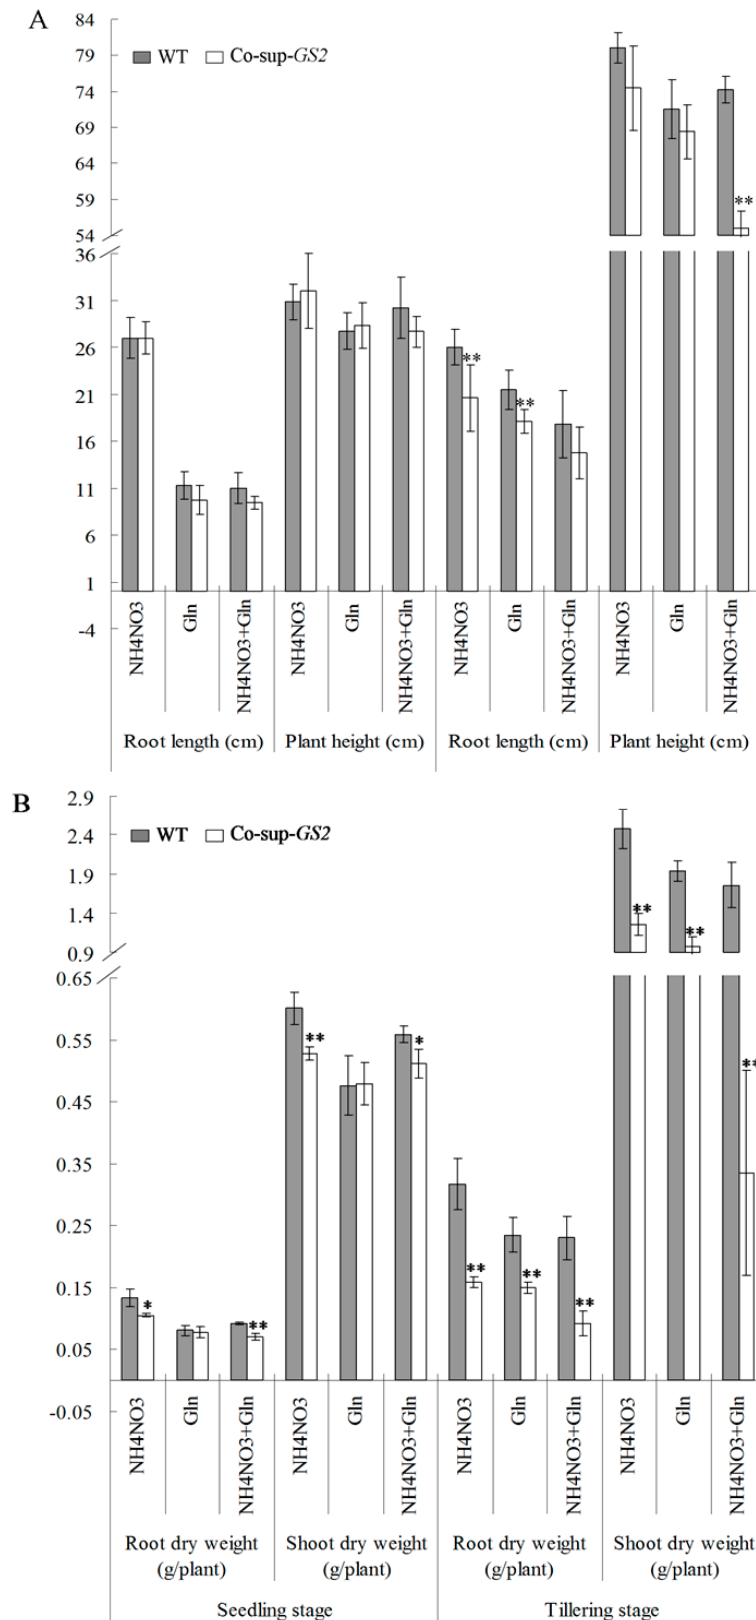 A
84
WT Co-sup-GS2
79
74
69
64
59
54
**
36
31
26
21
16
11
6
1
-4
** **
NH4NO3 Gln NH4NO3+Gln NH4NO3 Gln NH4NO3+Gln NH4NO3 Gln NH4NO3+Gln NH4NO3 Gln NH4NO3+Gln
Root length (cm) Plant height (cm) Root length (cm) Plant height (cm)
B
2.9
WT Co-sup-GS2
2.4
1.9
1.4
0.9
** **
0.65
0.55
0.45
0.35
0.25
0.15
0.05
-0.05
** * **
** ** **
* **
NH4NO3 Gln NH4NO3+Gln NH4NO3 Gln NH4NO3+Gln NH4NO3 Gln NH4NO3+Gln NH4NO3 Gln NH4NO3+Gln
Root dry weight Shoot dry weight Root dry weight Shoot dry weight
(g/plant) (g/plant) (g/plant) (g/plant)
Seedling stage Tillering stage